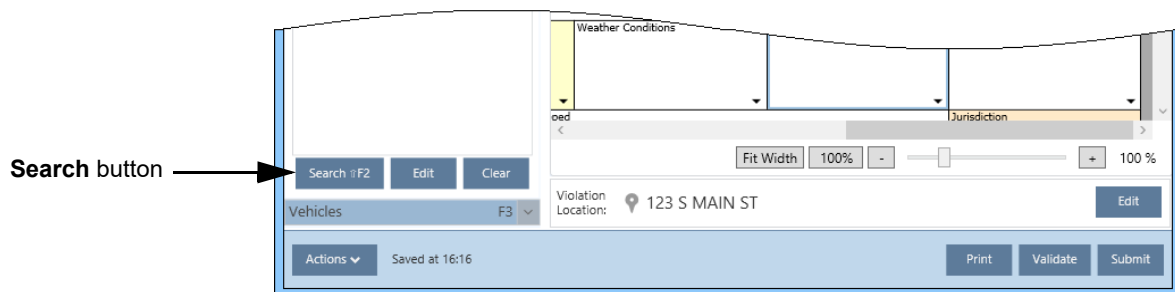 Weather Conditions
oed
Jurisdiction
Fit Width 100% - + 100 %
Search button
Search ⇧F2 Edit Clear
Violation
Location:
123 S MAIN ST
Edit
Vehicles F3
Actions Saved at 16:16 Print Validate Submit